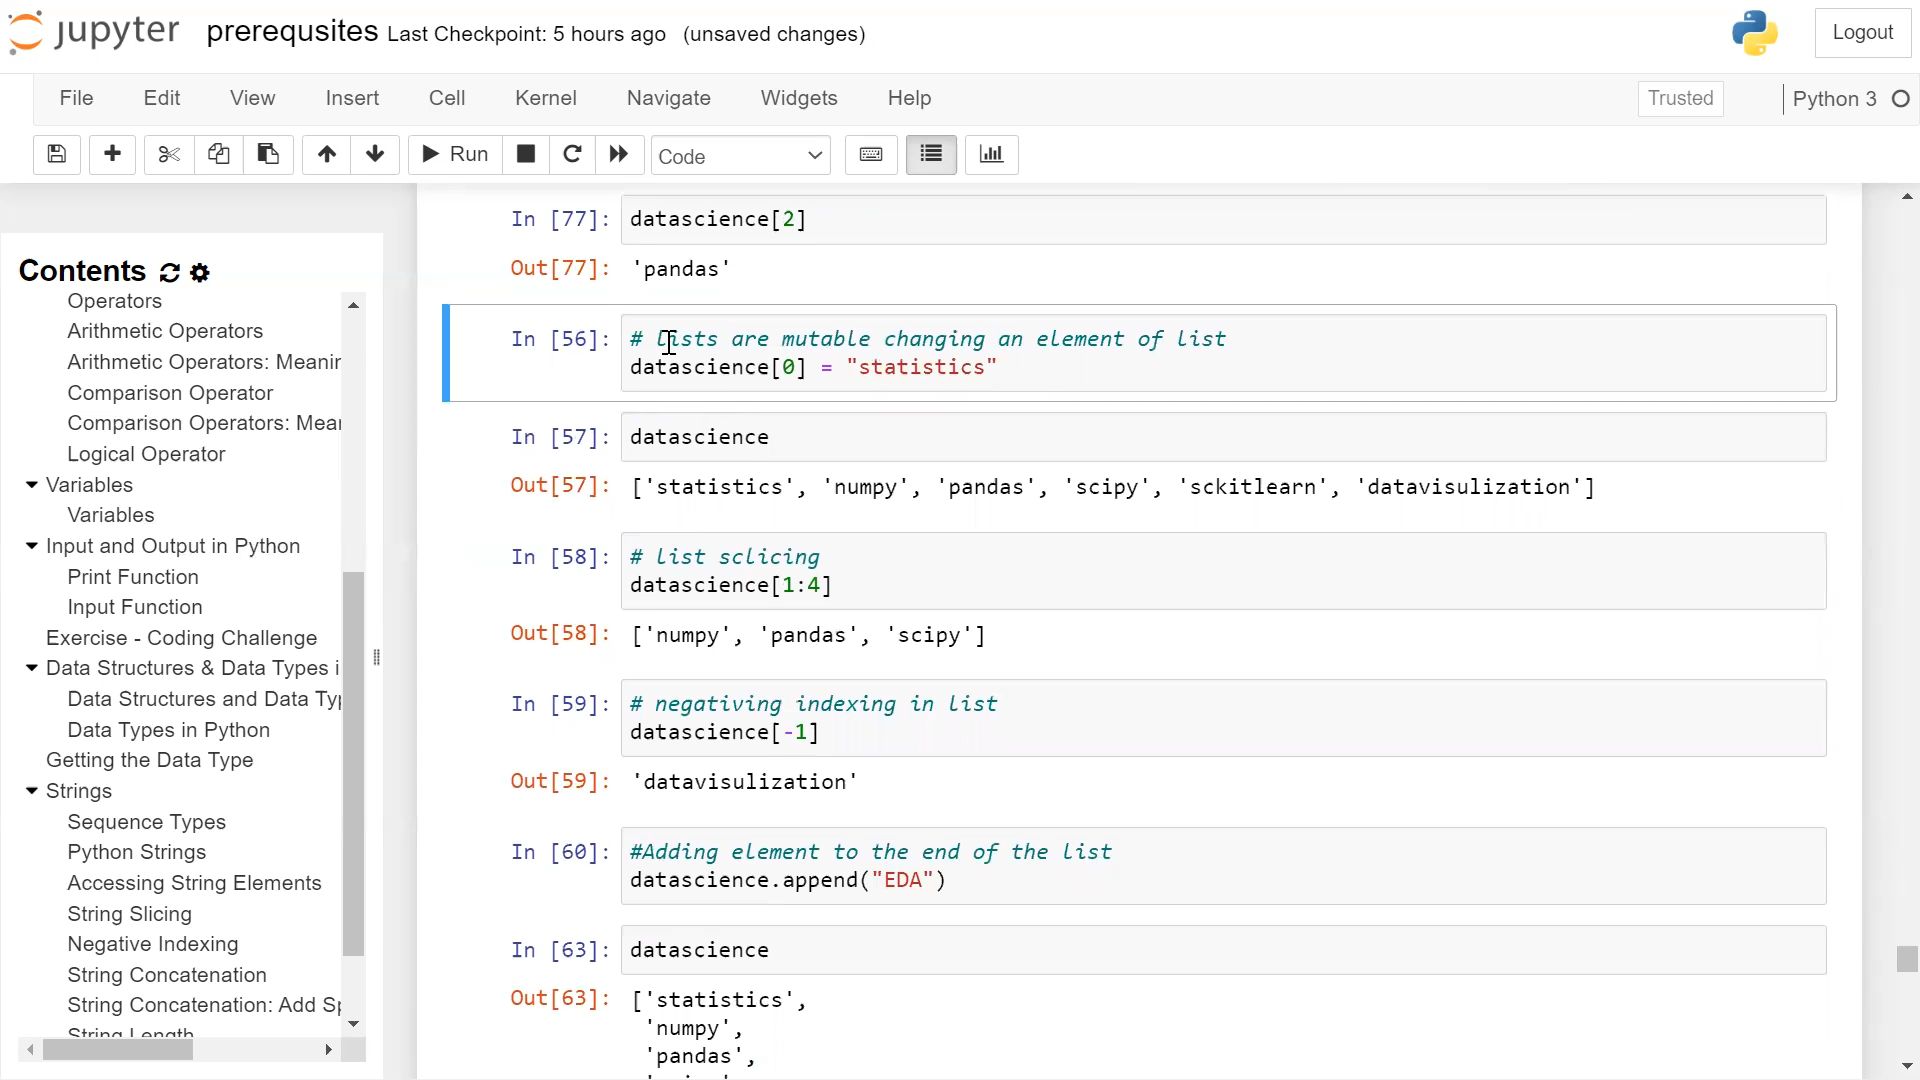 jupyter prerequsites Last Checkpoint: 5 hours ago (unsaved changes) Logout
File Edit View Insert Cell Kernel Navigate Widgets Help Trusted Python 3
Run Code
Contents
Operators
Arithmetic Operators
Arithmetic Operators: Meanin
Comparison Operator
Comparison Operators: Mear
Logical Operator
Variables
Variables
Input and Output in Python
Print Function
Input Function
Exercise - Coding Challenge
Data Structures & Data Types i
Data Structures and Data Typ
Data Types in Python
Getting the Data Type
Strings
Sequence Types
Python Strings
Accessing String Elements
String Slicing
Negative Indexing
String Concatenation
String Concatenation: Add Sp
String Length
In [77]: datascience[2]
Out[77]: 'pandas'
In [56]: # lists are mutable changing an element of list
datascience[0] = "statistics"
In [57]: datascience
Out[57]: ['statistics', 'numpy', 'pandas', 'scipy', 'sckitlearn', 'datavisulization']
In [58]: # list sclicing
datascience[1:4]
Out[58]: ['numpy', 'pandas', 'scipy']
In [59]: # negativing indexing in list
datascience[-1]
Out[59]: 'datavisulization'
In [60]: #Adding element to the end of the list
datascience.append("EDA")
In [63]: datascience
Out[63]: ['statistics',
'numpy',
'pandas',